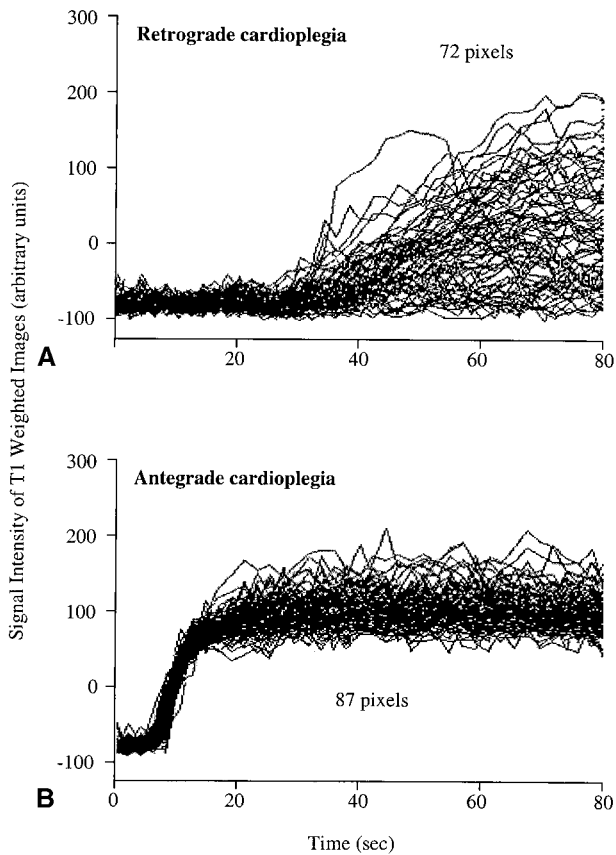 Signal Intensity of T1 Weighted Images (arbitrary units)
300
Retrograde cardioplegia
72 pixels
200
100
0
-100
A
20
40
60
80
300
Antegrade cardioplegia
200
100
0
87 pixels
-100
B
0
20
40
60
80
Time (sec)